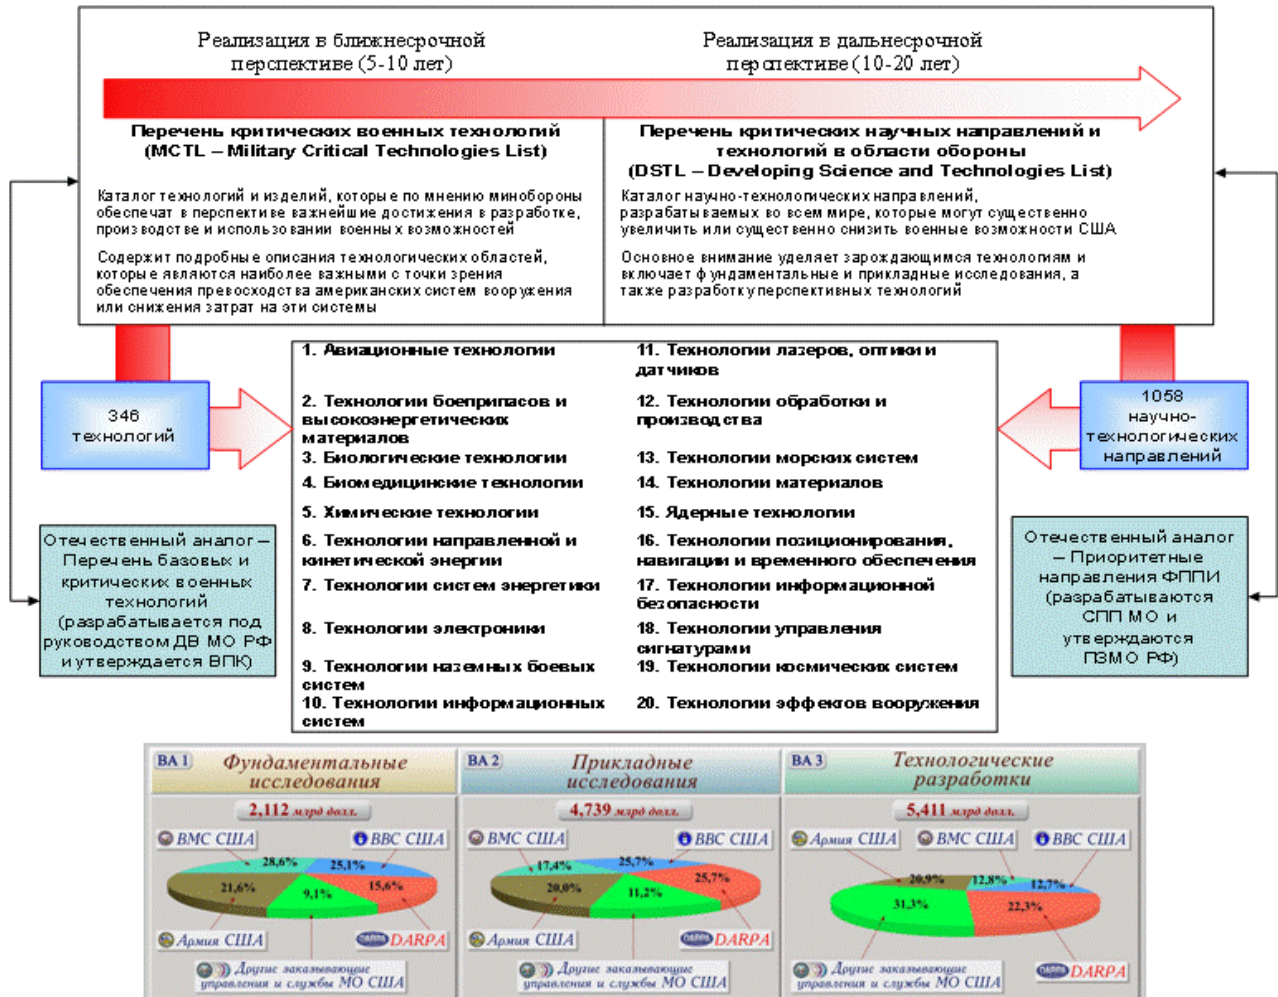 Реализация в ближнесрочной
перспективе (5-10 лет)
Реализация в дальнесрочной
перспективе (10-20 лет)
Перечень критических военных технологий
(MCTL – Military Critical Technologies List)
Каталог технологий и изделий, которые по мнению минобороны
обеспечат в перспективе важнейшие достижения в разработке,
производстве и использовании военных возможностей
Содержит подробные описания технологических областей,
которые являются наиболее важными с точки зрения
обеспечения превосходства американских систем вооружения
или снижения затрат на эти системы
Перечень критических научных направлений и
технологий в области обороны
(DSTL – Developing Science and Technologies List)
Каталог научно-технологических направлений,
разрабатываемых во всем мире, которые могут существенно
увеличить или существенно снизить военные возможности США
Основное внимание уделяет зарождающимся технологиям и
включает фундаментальные и прикладные исследования, а
также разработку перспективных технологий
346
технологий
1058
научно-
технологических
направлений
1. Авиационные технологии
2. Технологии боеприпасов и
высокоэнергетических
материалов
3. Биологические технологии
4. Биомедицинские технологии
5. Химические технологии
6. Технологии направленной и
кинетической энергии
7. Технологии систем энергетики
8. Технологии электроники
9. Технологии наземных боевых
систем
10. Технологии информационных
систем
11. Технологии лазеров, оптики и
датчиков
12. Технологии обработки и
производства
13. Технологии морских систем
14. Технологии материалов
15. Ядерные технологии
16. Технологии позиционирования,
навигации и временного обеспечения
17. Технологии информационной
безопасности
18. Технологии управления
сигнатурами
19. Технологии космических систем
20. Технологии эффектов вооружения
Отечественный аналог –
Перечень базовых и
критических военных
технологий
(разрабатывается под
руководством ДВ МО РФ
и утверждается ВПК)
Отечественный аналог
– Приоритетные
направления ФППИ
(разрабатываются
СПП МО и
утверждаются
ПЗМО РФ)
BA 1
Фундаментальные
исследования
2,112 млрд долл.
ВМС США
ВВС США
28,6%
25,1%
21,6%
9,1%
15,6%
Армия США
DARPA
DARPA
Другие заказывающие
управления и службы МО США
BA 2
Прикладные
исследования
4,739 млрд долл.
ВМС США
ВВС США
17,4%
25,7%
20,0%
11,2%
25,7%
Армия США
DARPA
DARPA
Другие заказывающие
управления и службы МО США
BA 3
Технологические
разработки
5,411 млрд долл.
Армия США
ВМС США
ВВС США
20,9%
12,8%
12,7%
31,3%
22,3%
Другие заказывающие
управления и службы МО США
DARPA
DARPA